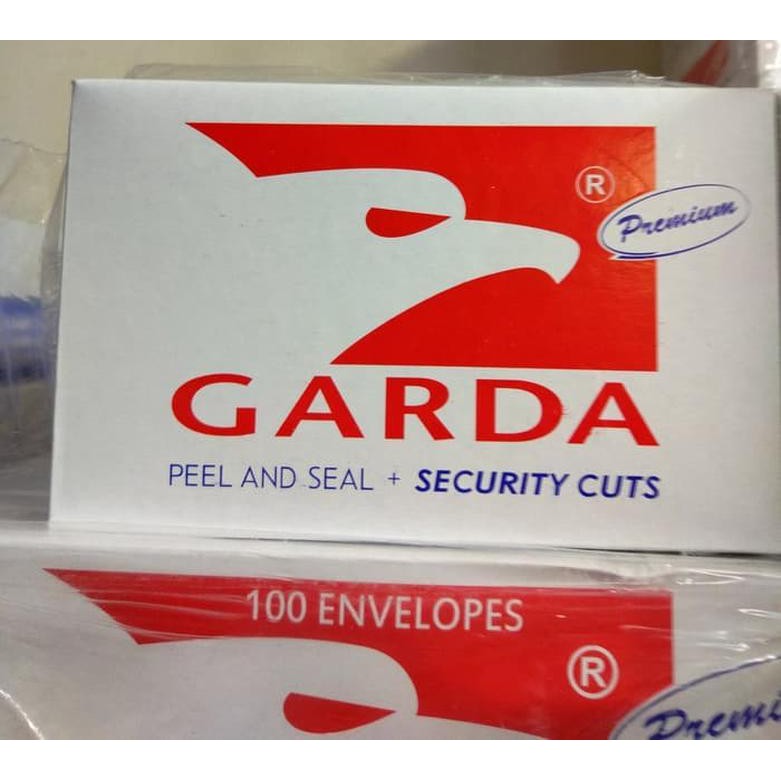 ®
Premium
GARDA
PEEL AND SEAL + SECURITY CUTS
100 ENVELOPES
®